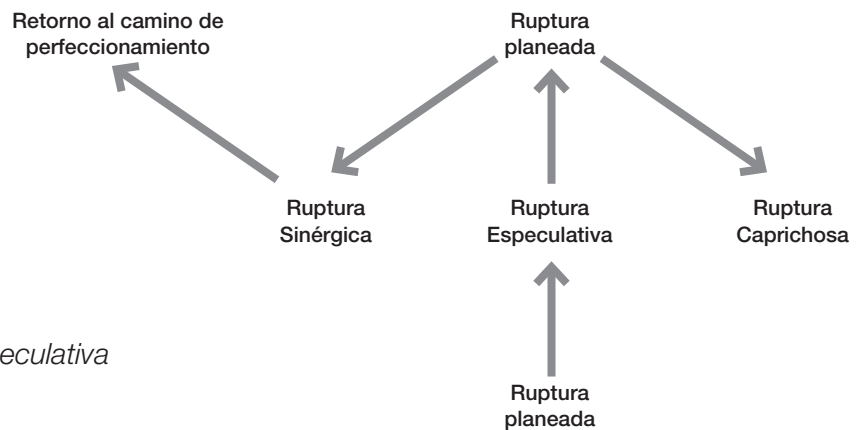 Retorno al camino de
perfeccionamiento
Ruptura
planeada
Ruptura
Sinérgica
Ruptura
Especulativa
Ruptura
Caprichosa
eculativa
Ruptura
planeada